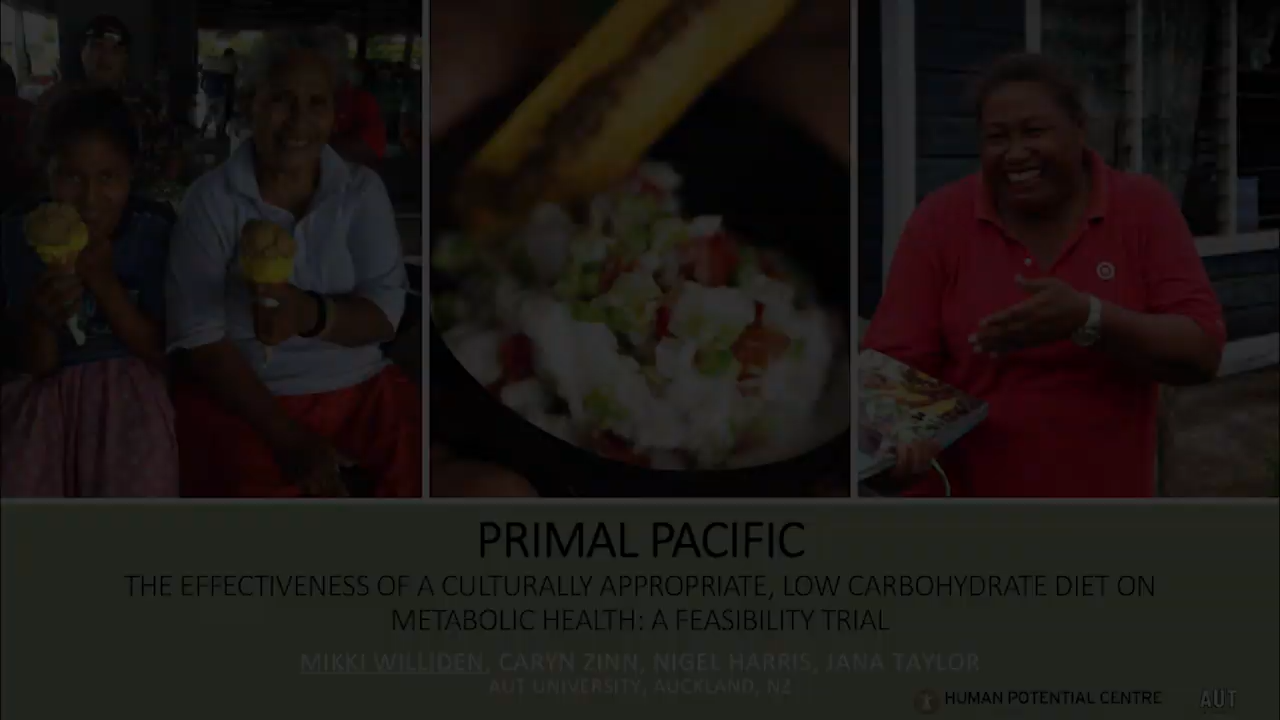 PRIMAL PACIFIC
THE EFFECTIVENESS OF A CULTURALLY APPROPRIATE, LOW CARBOHYDRATE DIET ON
METABOLIC HEALTH: A FEASIBILITY TRIAL
MIKKI WILLIDEN, CARYN ZINN, NIGEL HARRIS, JANA TAYLOR
AUT UNIVERSITY, AUCKLAND, NZ
HUMAN POTENTIAL CENTRE AUT